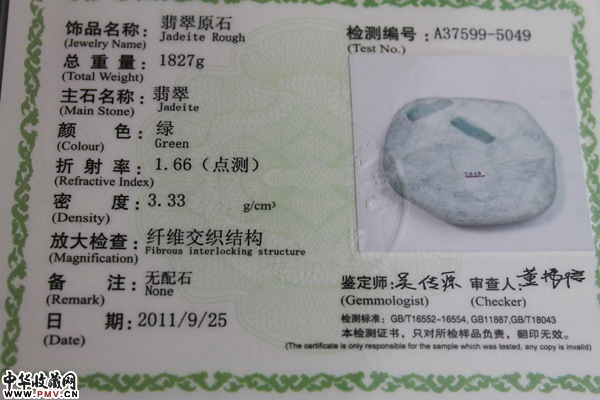 饰品名称：翡翠原石
(Jewelry Name) Jadeite Rough
总 重 量：1827g
(Total Weight)
主石名称：翡翠
(Main Stone) Jadeite
颜 色：绿
(Colour) Green
折 射 率：1.66（点测）
(Refractive Index)
密 度：3.33 g/cm³
(Density)
放大检查：纤维交织结构
(Magnification) Fibrous interlocking structure
备 注：无配石
(Remark) None
日 期：2011/9/25
(Date)
检测编号：A37599-5049
(Test No.)
5049
鉴定师： 审查人：
(Gemmologist) (Checker)
检测标准：GB/T16552-16554, GB11887,GB/T18043
本检测证书，只对所检样品负责，翻印无效。
(The certificate is only responsible for the sample which was tested, any copy is invalid)
中华收藏网
www.PMV.CN